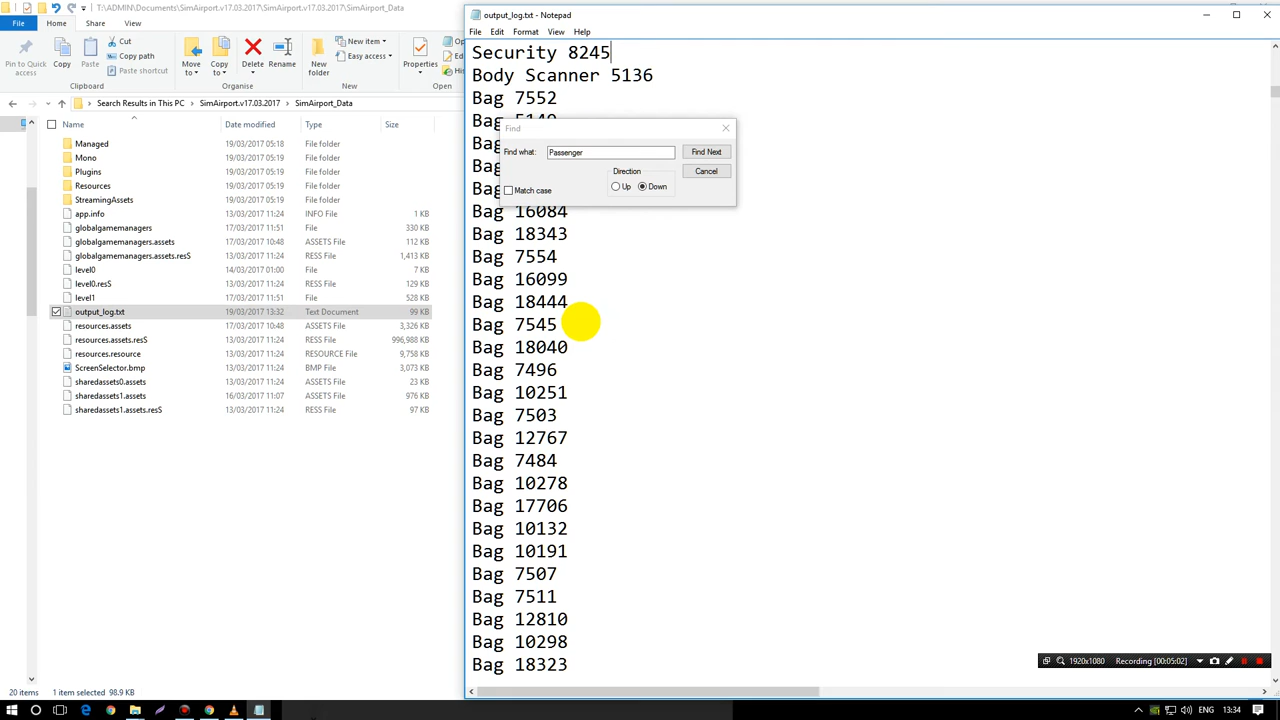 T:\ADMIN\Documents\SimAirport.v17.03.2017\SimAirport.v17.03.2017\SimAirport_Data
File Home Share View
Pin to Quick access
Copy
Paste
Cut
Copy path
Paste shortcut
Clipboard
Move to
Copy to
Delete
Rename
Organise
New folder
New item
Easy access
New
Properties
Open
Search Results in This PC > SimAirport.v17.03.2017 > SimAirport_Data
Name Date modified Type Size
Managed 19/03/2017 05:18 File folder
Mono 19/03/2017 05:18 File folder
Plugins 19/03/2017 05:18 File folder
Resources 19/03/2017 05:19 File folder
StreamingAssets 19/03/2017 05:19 File folder
app.info 13/03/2017 11:24 INFO File 1 KB
globalgamemanagers 17/03/2017 11:51 File 330 KB
globalgamemanagers.assets 17/03/2017 10:48 ASSETS File 112 KB
globalgamemanagers.assets.resS 13/03/2017 11:24 RESS File 1,413 KB
level0 14/03/2017 01:00 File 7 KB
level0.resS 13/03/2017 11:24 RESS File 129 KB
level1 17/03/2017 11:51 File 528 KB
output_log.txt 19/03/2017 13:32 Text Document 99 KB
resources.assets 17/03/2017 10:48 ASSETS File 3,326 KB
resources.assets.resS 13/03/2017 11:24 RESS File 996,988 KB
resources.resource 13/03/2017 11:24 RESOURCE File 9,758 KB
ScreenSelector.bmp 13/03/2017 11:24 BMP File 3,073 KB
sharedassets0.assets 13/03/2017 11:24 ASSETS File 23 KB
sharedassets1.assets 16/03/2017 11:07 ASSETS File 976 KB
sharedassets1.assets.resS 13/03/2017 11:24 RESS File 97 KB
20 items 1 item selected 98.9 KB
output_log.txt - Notepad
File Edit Format View Help
Security 8245
Body Scanner 5136
Bag 7552
Bag
Bag
Bag
Bag
Find
Find what: Passenger Find Next
Direction Cancel
Match case Up Down
Bag 16084
Bag 18343
Bag 7554
Bag 16099
Bag 18444
Bag 7545
Bag 18040
Bag 7496
Bag 10251
Bag 7503
Bag 12767
Bag 7484
Bag 10278
Bag 17706
Bag 10132
Bag 10191
Bag 7507
Bag 7511
Bag 12810
Bag 10298
Bag 18323
1920x1080 Recording [00:05:02]
ENG 13:34